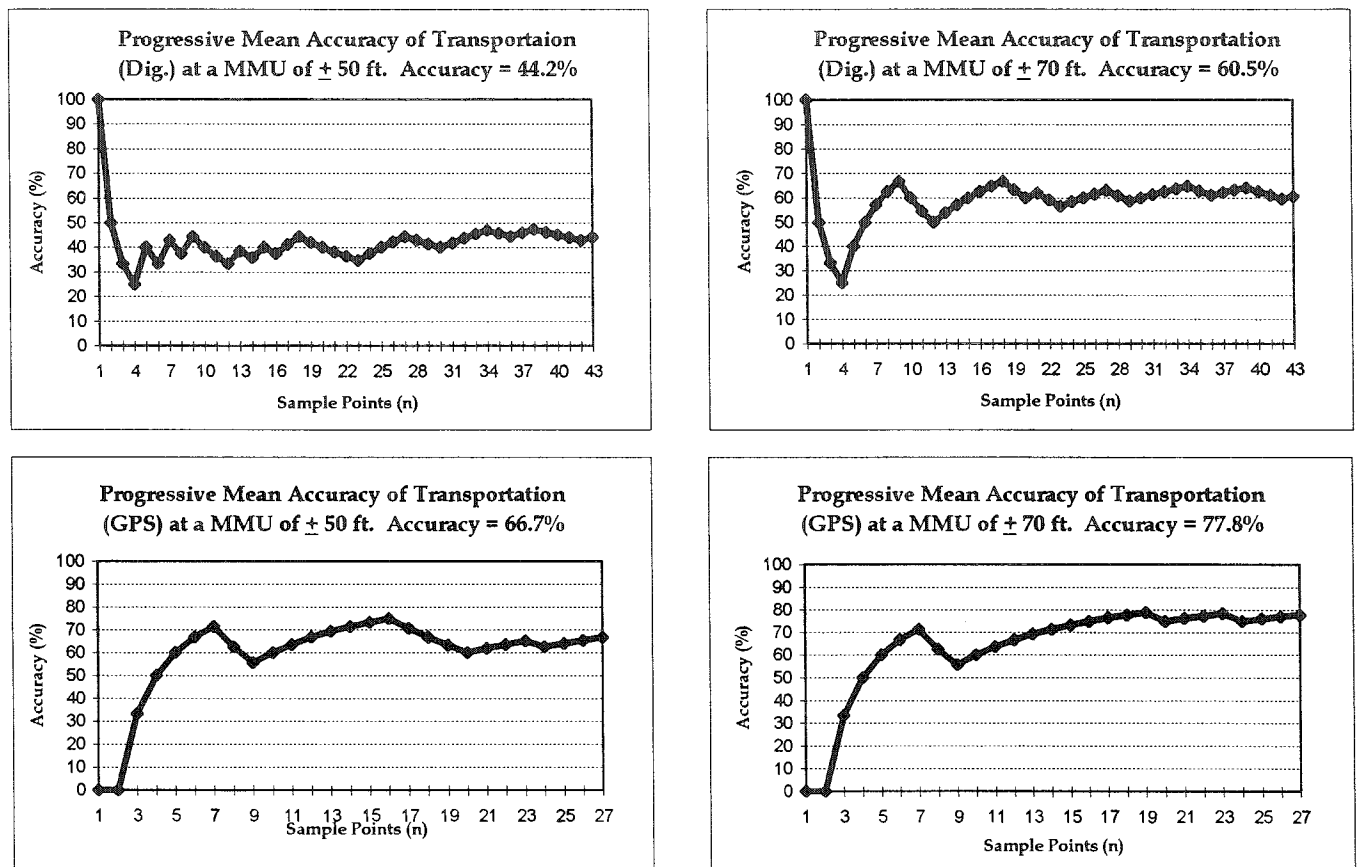 Progressive Mean Accuracy of Transportaion
(Dig.) at a MMU of ± 50 ft. Accuracy = 44.2%
100
90
80
70
60
50
40
30
20
10
0
Accuracy (%)
1 4 7 10 13 16 19 22 25 28 31 34 37 40 43
Sample Points (n)
Progressive Mean Accuracy of Transportation
(Dig.) at a MMU of ± 70 ft. Accuracy = 60.5%
100
90
80
70
60
50
40
30
20
10
0
Accuracy (%)
1 4 7 10 13 16 19 22 25 28 31 34 37 40 43
Sample Points (n)
Progressive Mean Accuracy of Transportation
(GPS) at a MMU of ± 50 ft. Accuracy = 66.7%
100
90
80
70
60
50
40
30
20
10
0
Accuracy (%)
1 3 5 7 9 11 13 15 17 19 21 23 25 27
Sample Points (n)
Progressive Mean Accuracy of Transportation
(GPS) at a MMU of ± 70 ft. Accuracy = 77.8%
100
90
80
70
60
50
40
30
20
10
0
Accuracy (%)
1 3 5 7 9 11 13 15 17 19 21 23 25 27
Sample Points (n)